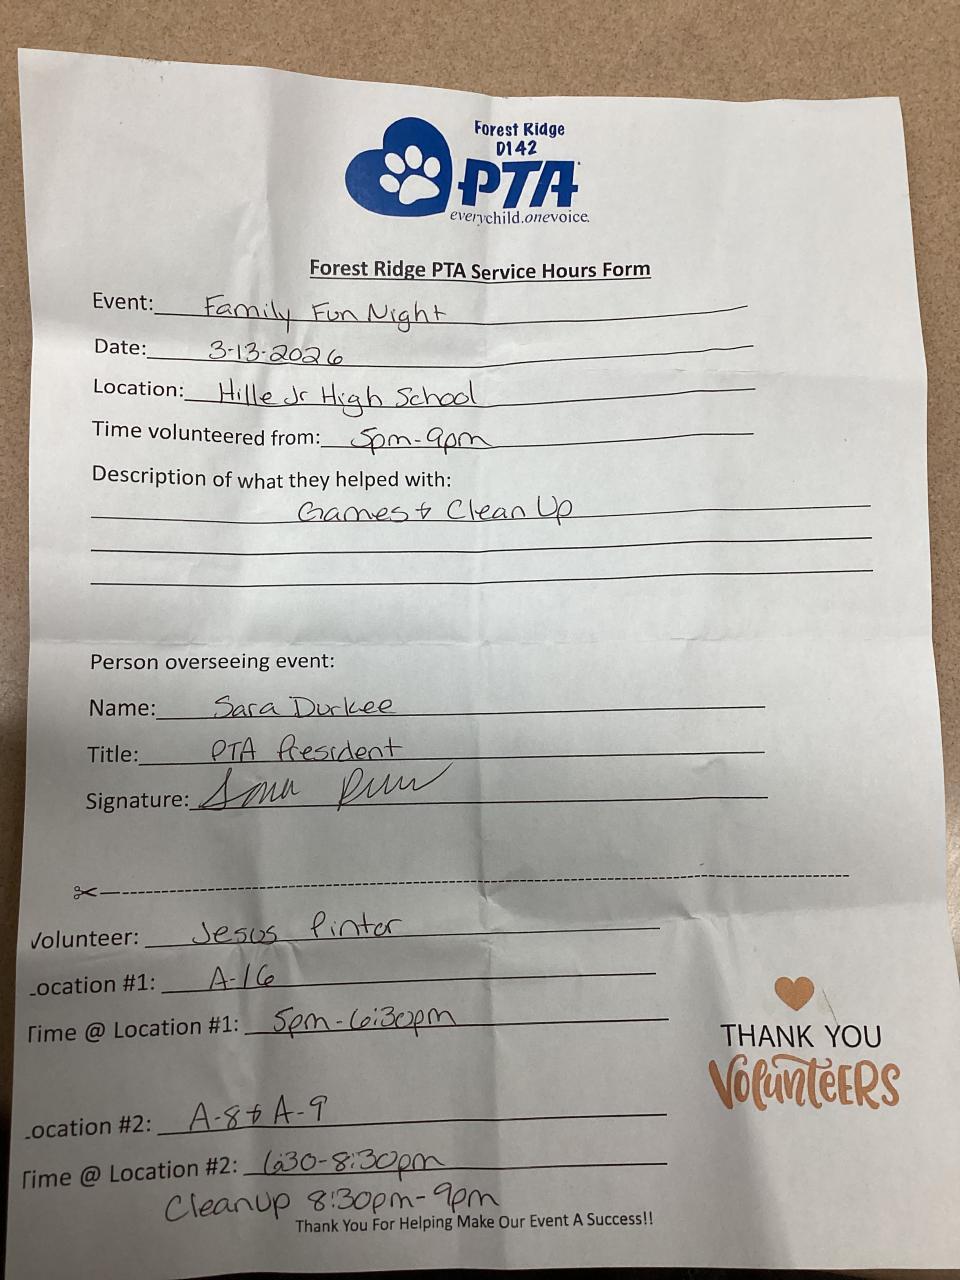 Forest Ridge
D142
PTA
everychild.onevoice.
Forest Ridge PTA Service Hours Form
Event: Family Fun Night
Date: 3-13-2026
Location: Hille Jr High School
Time volunteered from: 5pm-9pm
Description of what they helped with:
Games & Clean Up
Person overseeing event:
Name: Sara Durkee
Title: PTA President
Signature: Sara
Volunteer: Jesus Pintor
Location #1: A-16
Time @ Location #1: 5pm-6:30pm
THANK YOU
VOLUNTEERS
Location #2: A-8 & A-9
Time @ Location #2: 630-8:30pm
Cleanup 8:30pm-9pm
Thank You For Helping Make Our Event A Success!!